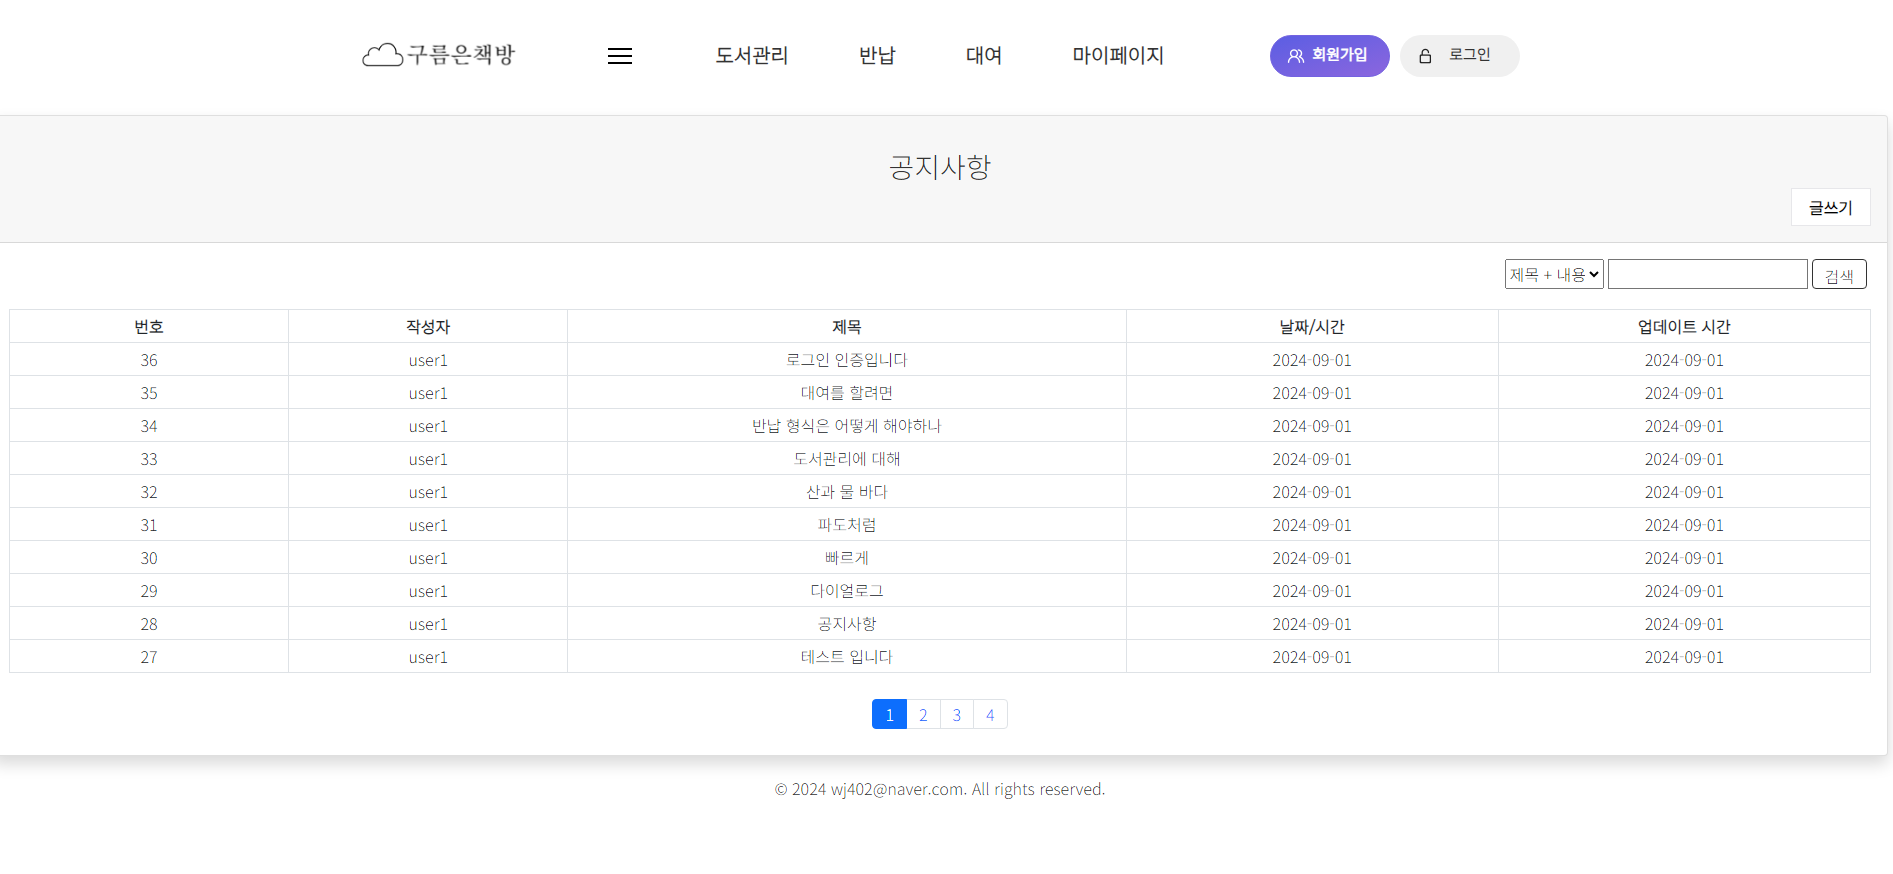 구름은책방 도서관리 반납 대여 마이페이지 회원가입 로그인
공지사항
글쓰기
제목 + 내용 검색
번호 작성자 제목 날짜/시간 업데이트 시간
36 user1 로그인 인증입니다 2024-09-01 2024-09-01
35 user1 대여를 할려면 2024-09-01 2024-09-01
34 user1 반납 형식은 어떻게 해야하나 2024-09-01 2024-09-01
33 user1 도서관리에 대해 2024-09-01 2024-09-01
32 user1 산과 물 바다 2024-09-01 2024-09-01
31 user1 파도처럼 2024-09-01 2024-09-01
30 user1 빠르게 2024-09-01 2024-09-01
29 user1 다이얼로그 2024-09-01 2024-09-01
28 user1 공지사항 2024-09-01 2024-09-01
27 user1 테스트 입니다 2024-09-01 2024-09-01
1 2 3 4
© 2024 wj402@naver.com. All rights reserved.